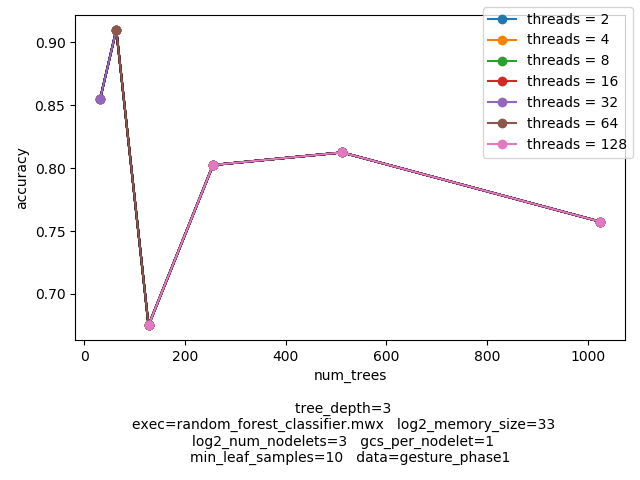 threads = 2
threads = 4
threads = 8
threads = 16
threads = 32
threads = 64
threads = 128
0.90
0.85
0.80
0.75
0.70
accuracy
0 200 400 600 800 1000
num_trees
tree_depth=3
exec=random_forest_classifier.mwx log2_memory_size=33
log2_num_nodelets=3 gcs_per_nodelet=1
min_leaf_samples=10 data=gesture_phase1